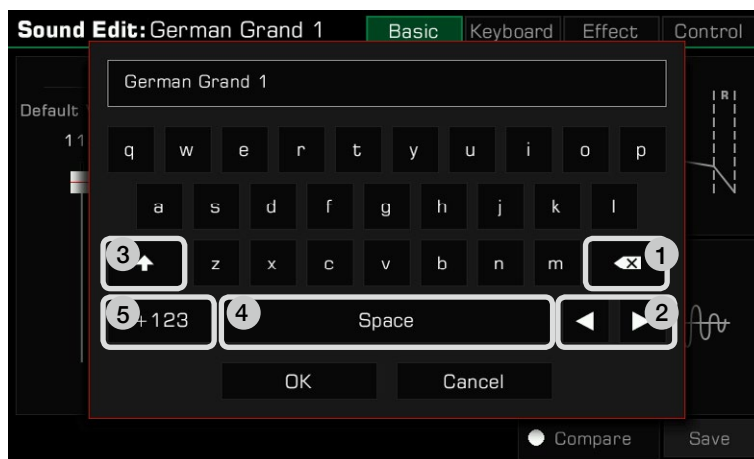 Sound Edit: German Grand 1 Basic Keyboard Effect Control
German Grand 1
R
Default
11
q w e r t y u i o p
a s d f g h j k l
3 z x c v b n m 1
5 +123 4 Space 2
OK Cancel
Compare Save